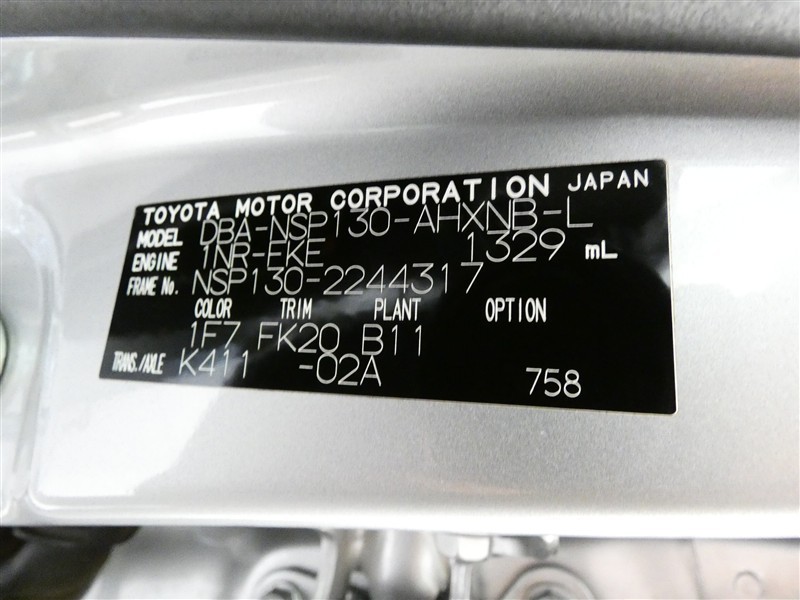 TOYOTA MOTOR CORPORATION JAPAN
MODEL DBA-NSP130-AHXNB-L
ENGINE 1NR-EKE 1329 mL
FRAME No. NSP130-2244317
COLOR TRIM PLANT OPTION
1F7 FK20 B11
TRANS./AXLE K411 -02A 758